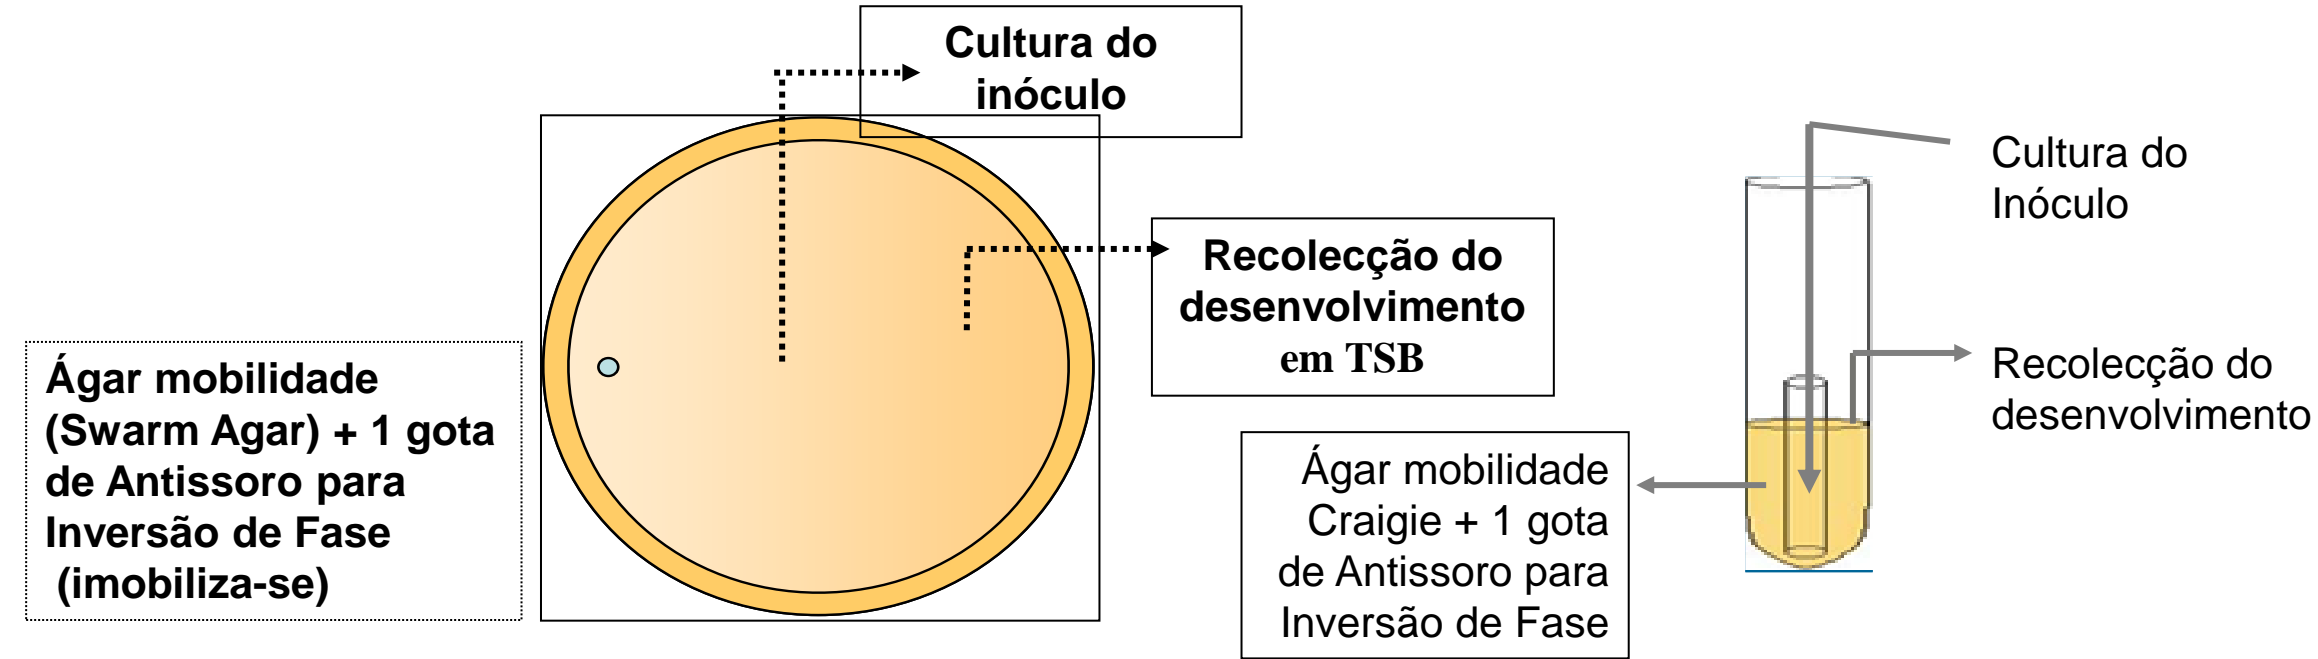 Cultura do
inóculo
Recolecção do
desenvolvimento
em TSB
Ágar mobilidade
(Swarm Agar) + 1 gota
de Antissoro para
Inversão de Fase
(imobiliza-se)
Cultura do
Inóculo
Recolecção do
desenvolvimento
Ágar mobilidade
Craigie + 1 gota
de Antissoro para
Inversão de Fase